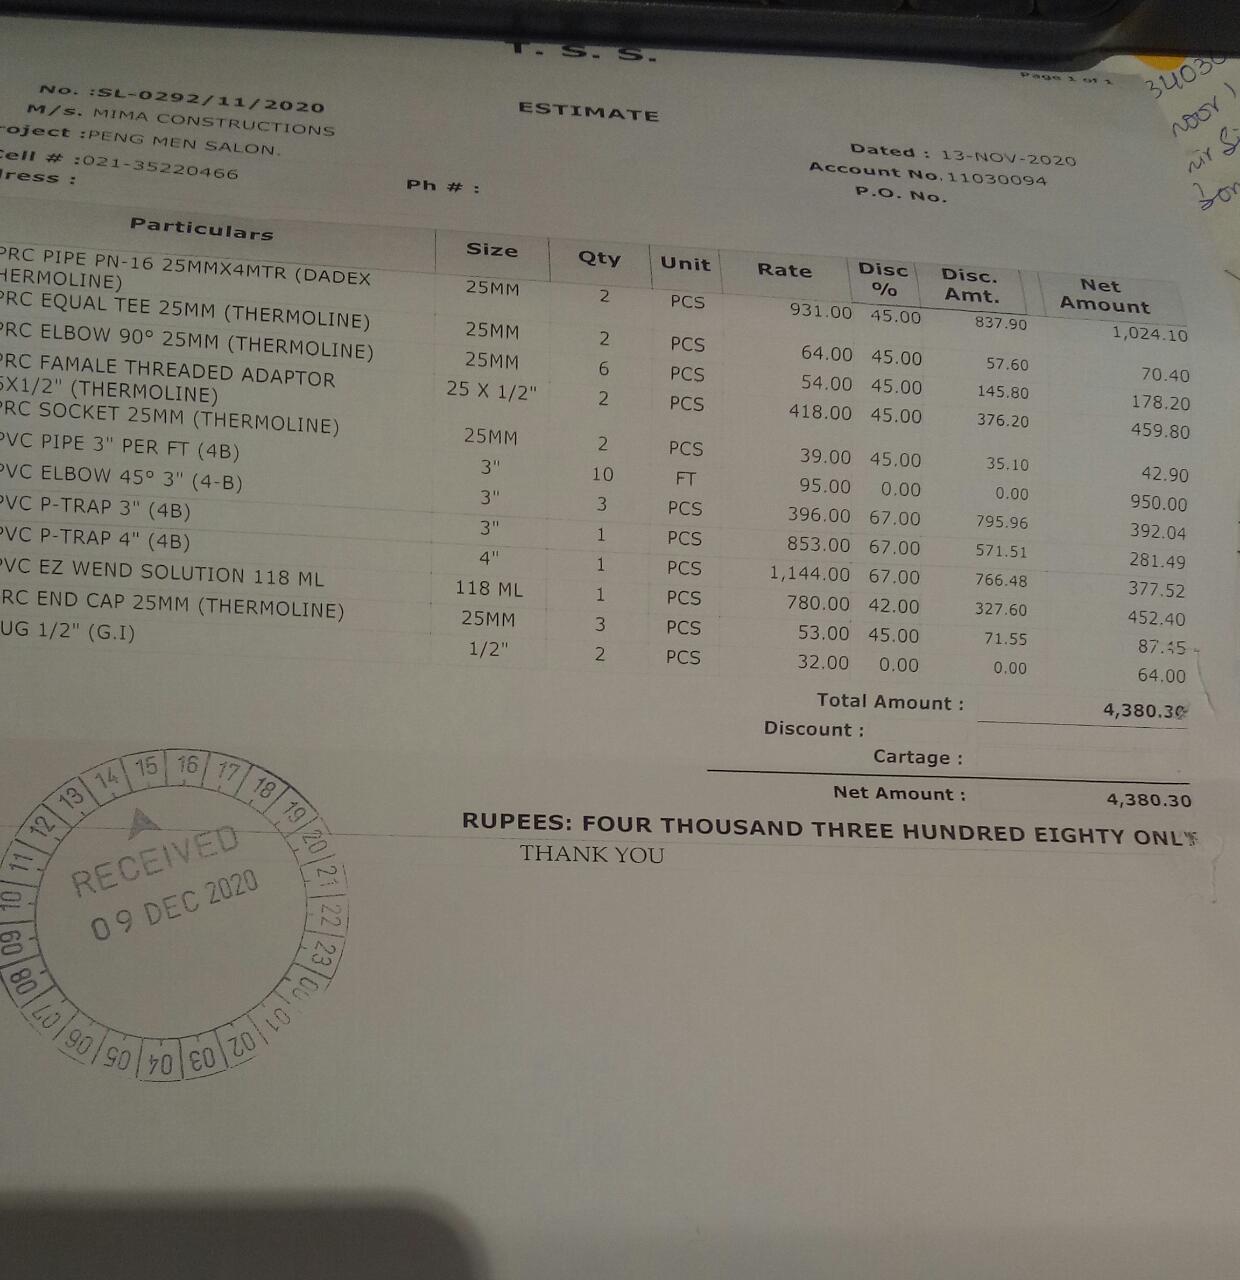 T. S. S.
Page 1 of 1
No. :SL-0292/11/2020
ESTIMATE
M/s. MIMA CONSTRUCTIONS
roject :PENG MEN SALON.
Cell # :021-35220466
dress :
Ph # :
Dated : 13-NOV-2020
Account No. 11030094
P.O. No.
Particulars Size Qty Unit Rate Disc % Disc. Amt. Net Amount
PRC PIPE PN-16 25MMX4MTR (DADEX
HERMOLINE) 25MM 2 PCS 931.00 45.00 837.90 1,024.10
PRC EQUAL TEE 25MM (THERMOLINE) 25MM 2 PCS 64.00 45.00 57.60 70.40
PRC ELBOW 90° 25MM (THERMOLINE) 25MM 6 PCS 54.00 45.00 145.80 178.20
PRC FAMALE THREADED ADAPTOR
5X1/2" (THERMOLINE) 25 X 1/2" 2 PCS 418.00 45.00 376.20 459.80
PRC SOCKET 25MM (THERMOLINE) 25MM 2 PCS 39.00 45.00 35.10 42.90
PVC PIPE 3" PER FT (4B) 3" 10 FT 95.00 0.00 0.00 950.00
PVC ELBOW 45° 3" (4-B) 3" 3 PCS 396.00 67.00 795.96 392.04
PVC P-TRAP 3" (4B) 3" 1 PCS 853.00 67.00 571.51 281.49
PVC P-TRAP 4" (4B) 4" 1 PCS 1,144.00 67.00 766.48 377.52
PVC EZ WEND SOLUTION 118 ML 118 ML 1 PCS 780.00 42.00 327.60 452.40
RC END CAP 25MM (THERMOLINE) 25MM 3 PCS 53.00 45.00 71.55 87.45
UG 1/2" (G.I) 1/2" 2 PCS 32.00 0.00 0.00 64.00
Total Amount : 4,380.30
Discount :
Cartage :
Net Amount : 4,380.30
RUPEES: FOUR THOUSAND THREE HUNDRED EIGHTY ONLY
THANK YOU
RECEIVED
09 DEC 2020
00 01 02 03 04 05 06 07 08 09 10 11 12 13 14 15 16 17 18 19 20 21 22 23